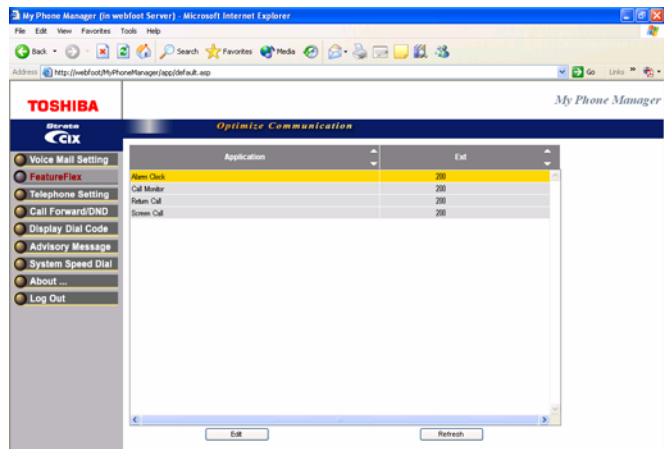 My Phone Manager (in webfoot Server) - Microsoft Internet Explorer
File Edit View Favorites Tools Help
Back Search Favorites Media
Address http://webfoot/MyPhoneManager/app/default.asp Go Links »
TOSHIBA
My Phone Manager
Strata
CIX
Optimize Communication
Voice Mail Setting
FeatureFlex
Telephone Setting
Call Forward/DND
Display Dial Code
Advisory Message
System Speed Dial
About ...
Log Out
Application Ext
Alarm Clock 200
Call Monitor 200
Return Call 200
Screen Call 200
Edit Refresh